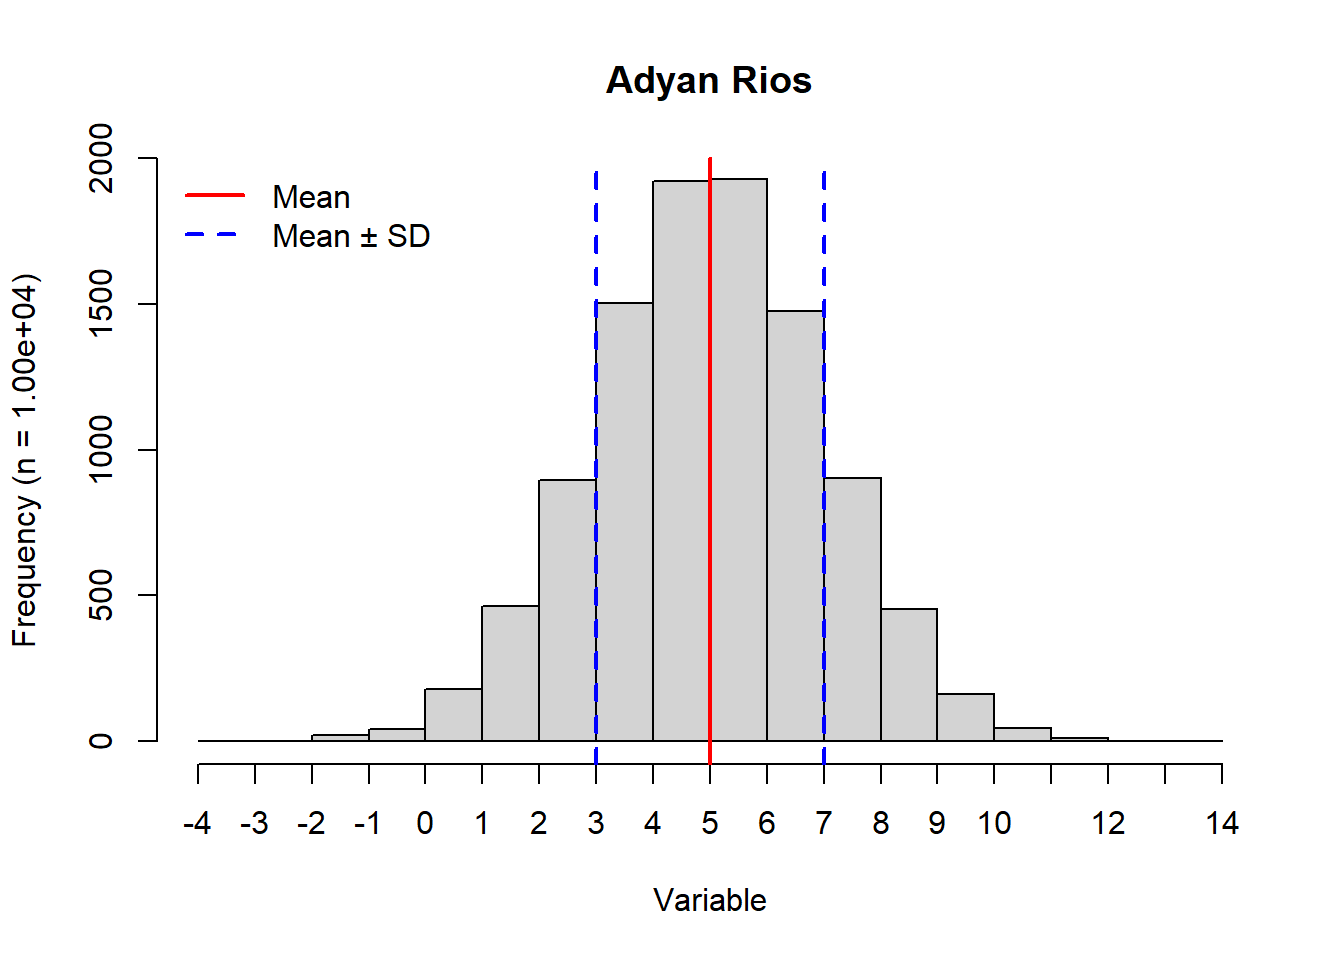 Adyan Rios
Mean
Mean ± SD
Frequency (n = 1.00e+04)
2000
1500
1000
500
0
-4 -3 -2 -1 0 1 2 3 4 5 6 7 8 9 10 12 14
Variable